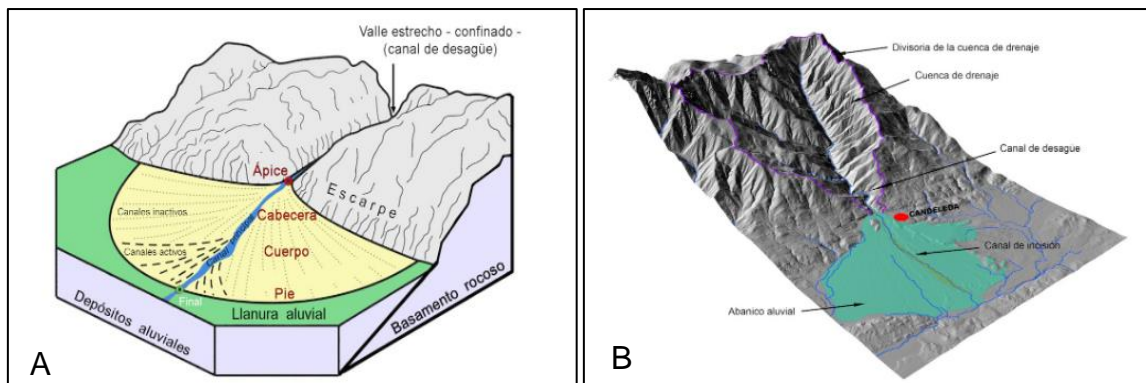 Valle estrecho - confinado -
(canal de desagüe)
Ápice
Escarpe
Canales inactivos
Cabecera
Canales activos
Cuerpo
Pie
Final
Llanura aluvial
Depósitos aluviales
Basamento rocoso
A
Divisoria de la cuenca de drenaje
Cuenca de drenaje
Canal de desagüe
CANDELEDA
Canal de incisión
Abanico aluvial
B